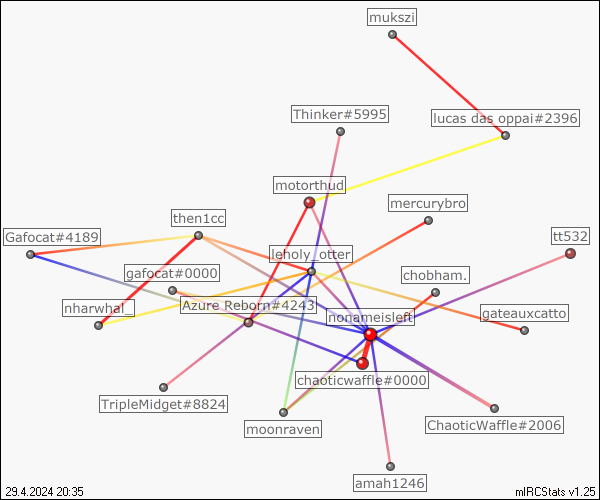 mukszi
Thinker#5995
lucas das oppai#2396
motorthud
mercurybro
then1cc
Gafocat#4189
tt532
leholy_otter
gafocat#0000
chobham.
nharwhal_
Azure Reborn#4243
gateauxcatto
nonameisleft
chaoticwaffle#0000
TripleMidget#8824
ChaoticWaffle#2006
moonraven
amah1246
29.4.2024 20:35
mIRCStats v1.25